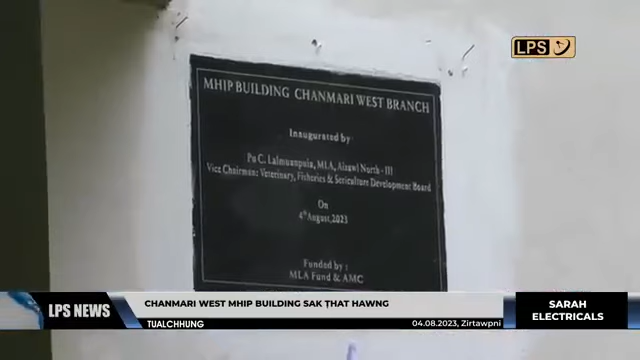 LPS
MHIP BUILDING CHANMARI WEST BRANCH
Inaugurated by
Pu C. Lalmuanpuia, MLA, Aizawl North - III
Vice Chairman: Veterinary, Fisheries & Sericulture Development Board
On
4th August, 2023
Funded by :
MLA Fund & AMC
LPS NEWS
CHANMARI WEST MHIP BUILDING SAK ṬHAT HAWNG
TUALCHHUNG
04.08.2023, Zirtawpni
SARAH
ELECTRICALS